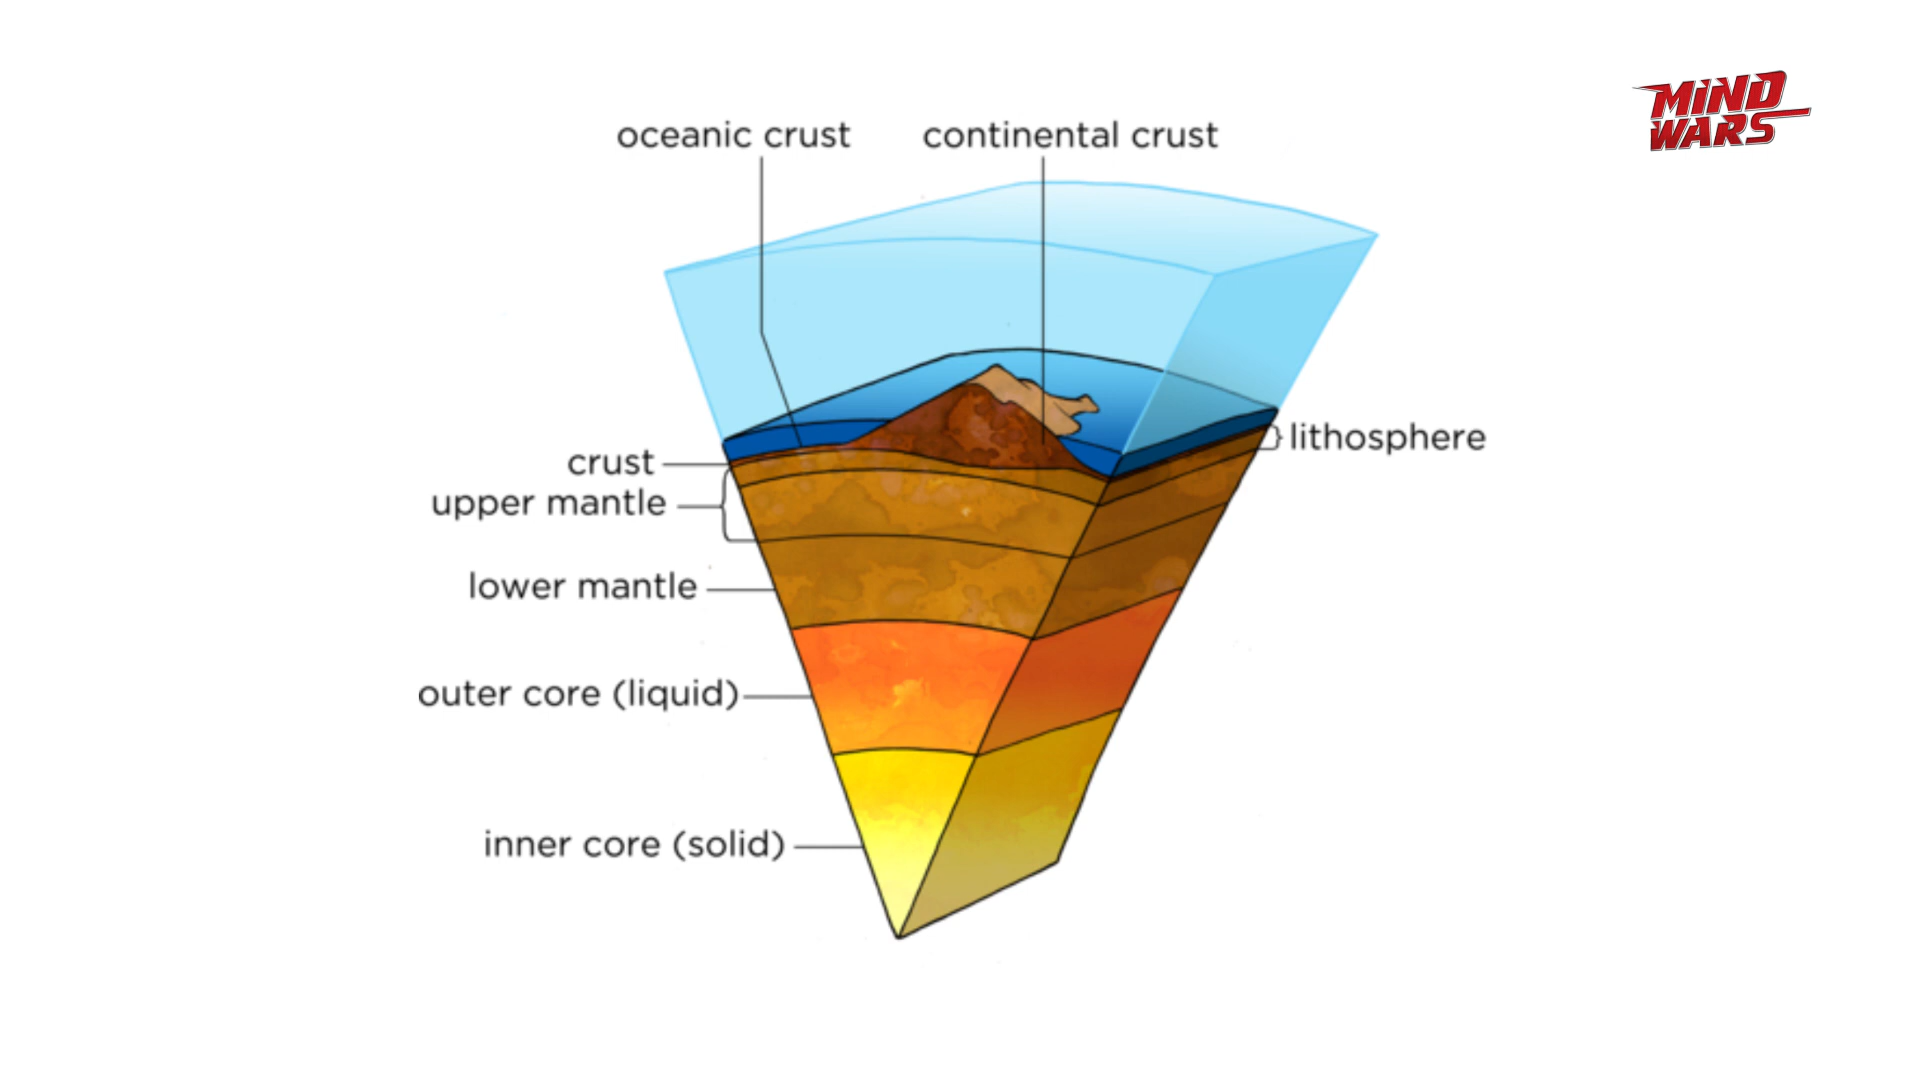 MIND
WARS
oceanic crust
continental crust
lithosphere
crust
upper mantle
lower mantle
outer core (liquid)
inner core (solid)